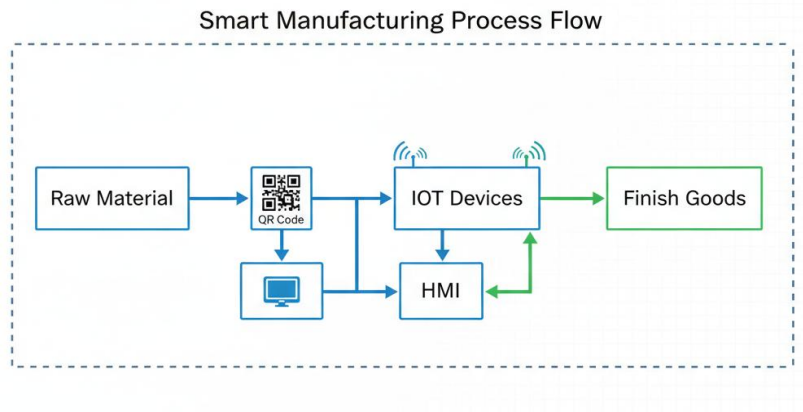 Smart Manufacturing Process Flow
Raw Material
QR Code
IOT Devices
Finish Goods
HMI